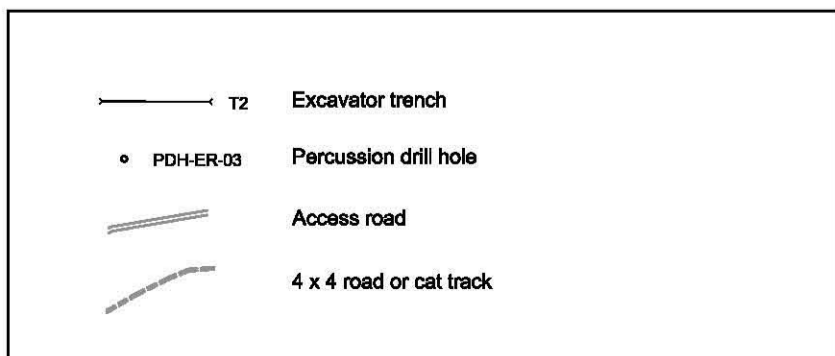 T2 Excavator trench
PDH-ER-03 Percussion drill hole
Access road
4 x 4 road or cat track